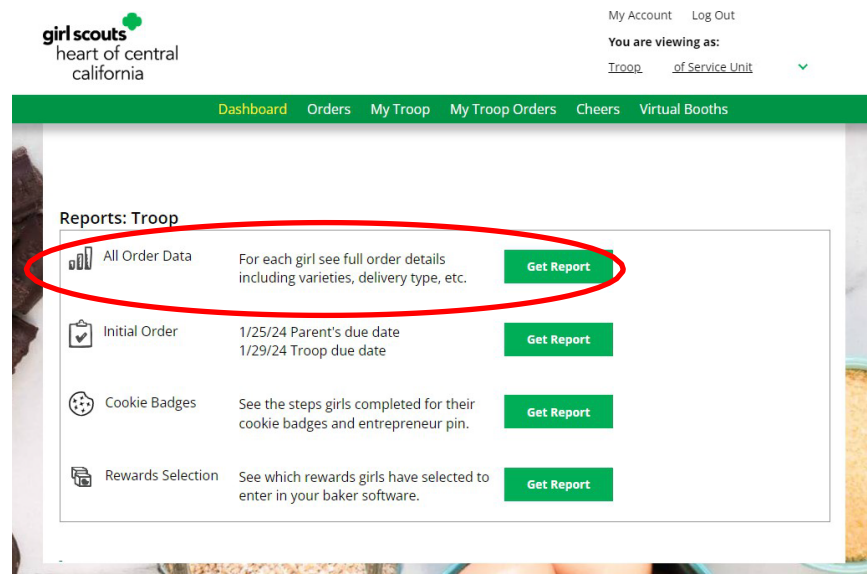 girl scouts
heart of central
california
My Account Log Out
You are viewing as:
Troop of Service Unit
Dashboard Orders My Troop My Troop Orders Cheers Virtual Booths
Reports: Troop
All Order Data
For each girl see full order details
including varieties, delivery type, etc.
Get Report
Initial Order
1/25/24 Parent's due date
1/29/24 Troop due date
Get Report
Cookie Badges
See the steps girls completed for their
cookie badges and entrepreneur pin.
Get Report
Rewards Selection
See which rewards girls have selected to
enter in your baker software.
Get Report